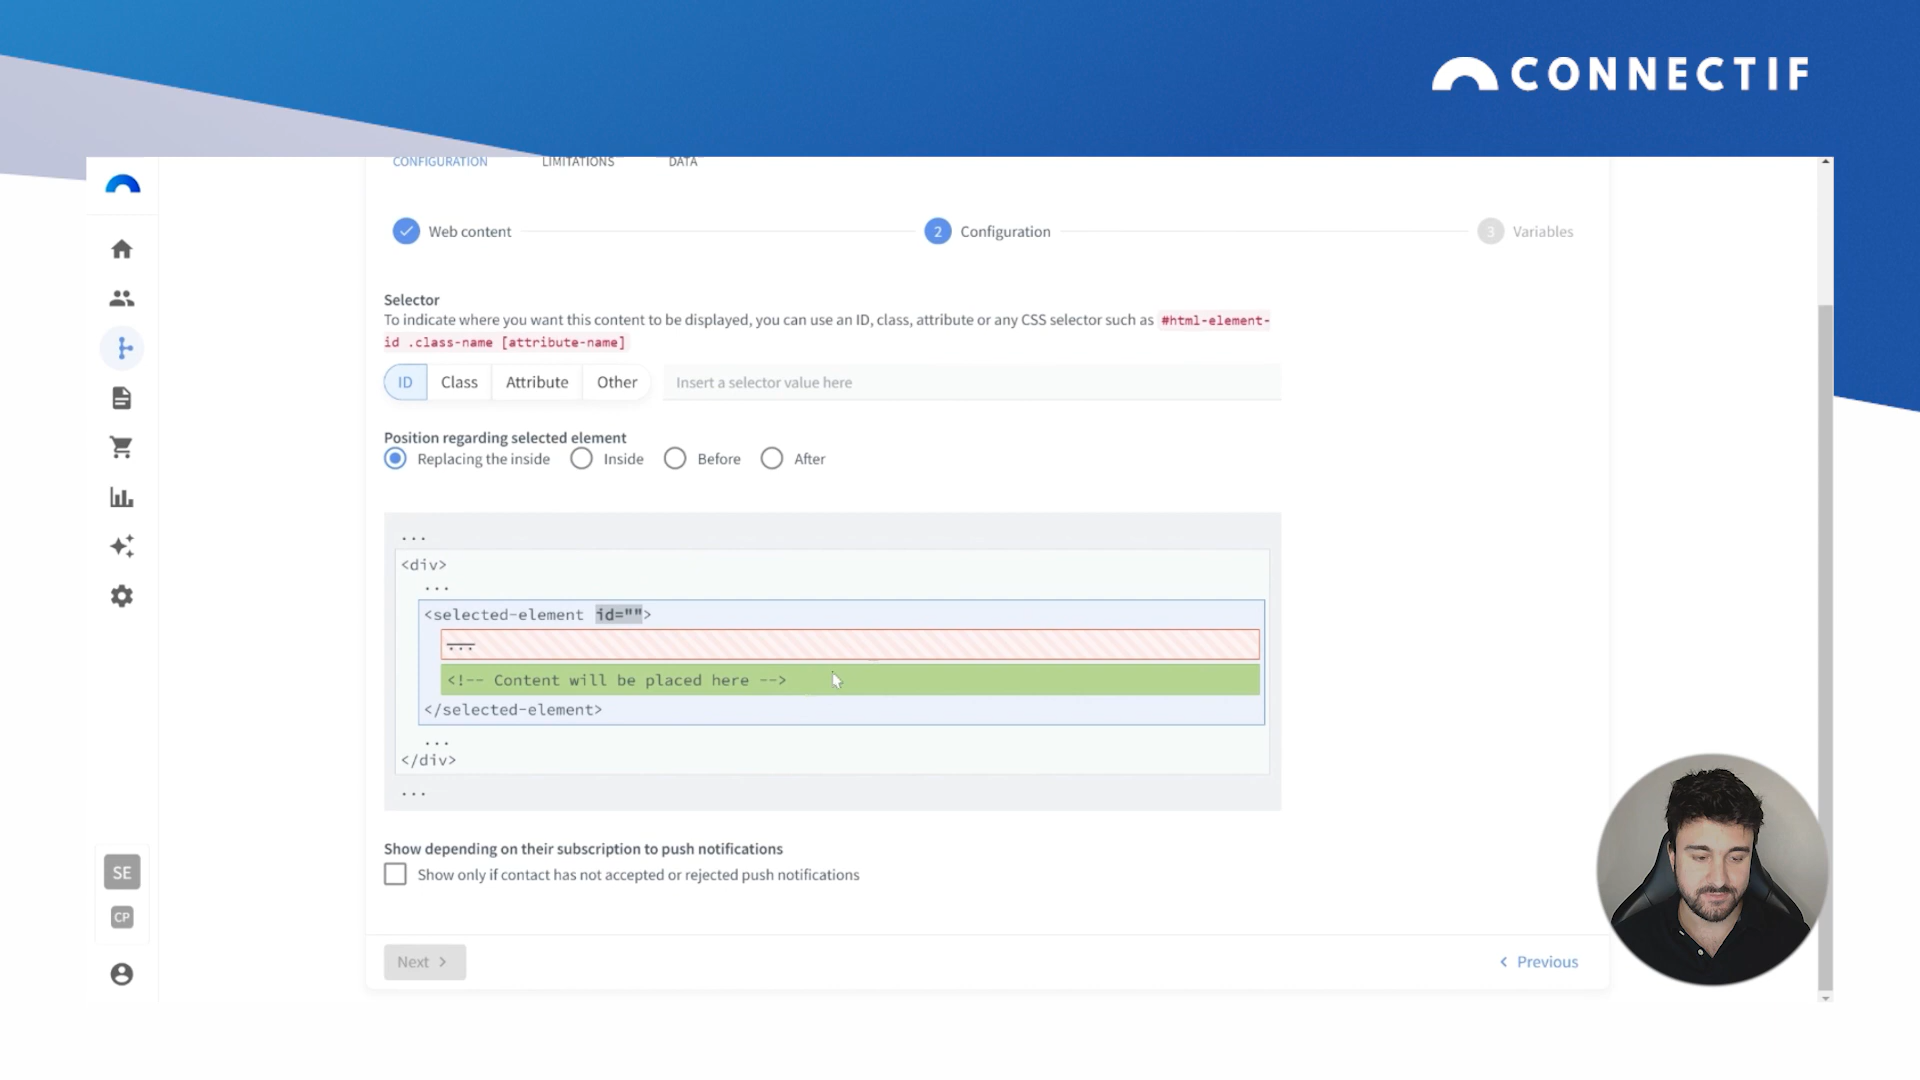 CONNECTIF
CONFIGURATION LIMITATIONS DATA
Web content 2 Configuration 3 Variables
Selector
To indicate where you want this content to be displayed, you can use an ID, class, attribute or any CSS selector such as #html-element-
id .class-name [attribute-name]
ID Class Attribute Other Insert a selector value here
Position regarding selected element
Replacing the inside Inside Before After
...
<div>
...
<selected-element id="">
...
<!-- Content will be placed here -->
</selected-element>
...
</div>
...
Show depending on their subscription to push notifications
Show only if contact has not accepted or rejected push notifications
SE
CP
Next > < Previous